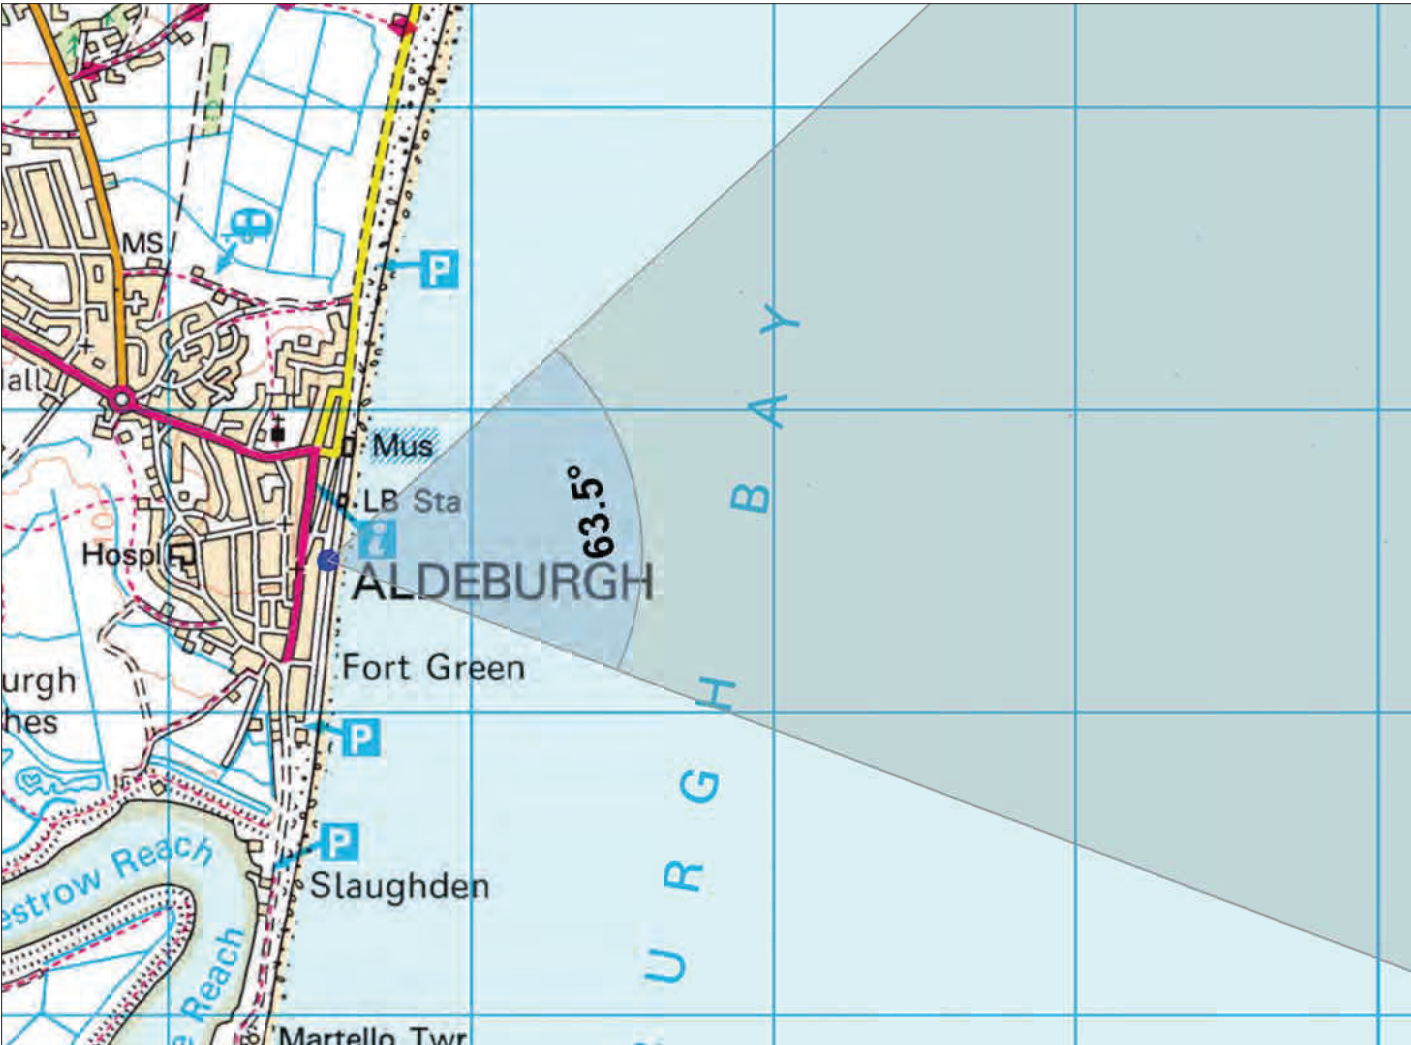 MS
P
B A Y
all
Mus
LB Sta
i
63.5°
Hospl
ALDEBURGH
Fort Green
urgh
hes
H
P
G
P
R
estrow Reach
Slaughden
U
e Reach
Martello Twr